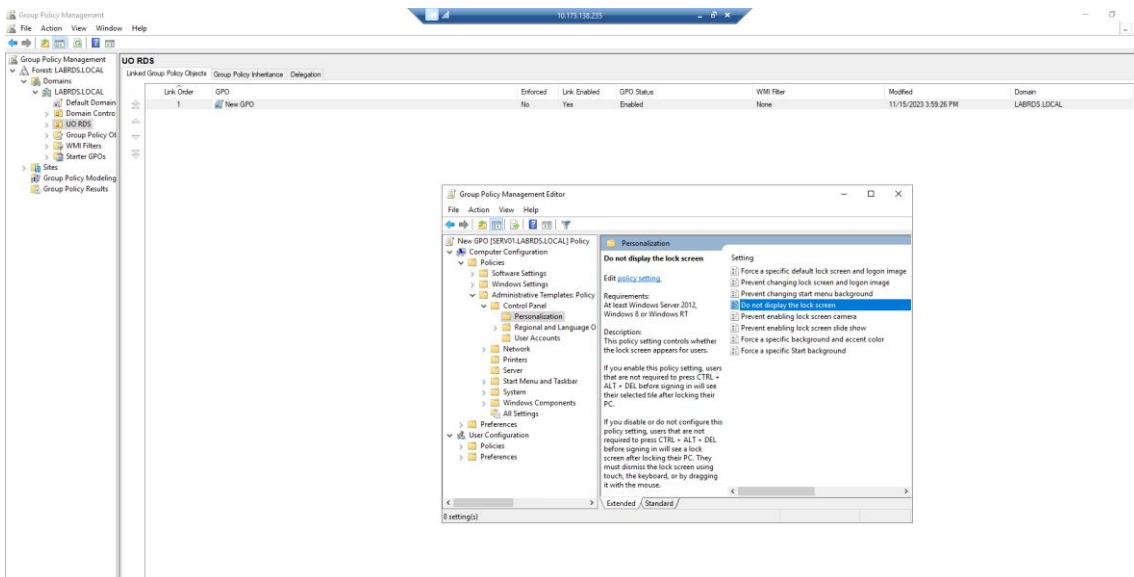 Group Policy Management
10.173.138.235
File Action View Window Help
Group Policy Management
Forest: LABRDS.LOCAL
Domains
LABRDS.LOCAL
Default Domain
Domain Contro
UO RDS
Group Policy Ol
WMI Filters
Starter GPOs
Sites
Group Policy Modeling
Group Policy Results
UO RDS
Linked Group Policy Objects Group Policy Inheritance Delegation
Link Order GPO Enforced Link Enabled GPO Status WMI Filter Modified Domain
1 New GPO No Yes Enabled None 11/15/2023 3:59:26 PM LABRDS.LOCAL
Group Policy Management Editor
File Action View Help
New GPO [SERV01.LABRDS.LOCAL] Policy
Computer Configuration
Policies
Software Settings
Windows Settings
Administrative Templates: Policy
Control Panel
Personalization
Regional and Language O
User Accounts
Network
Printers
Server
Start Menu and Taskbar
System
Windows Components
All Settings
Preferences
User Configuration
Policies
Preferences
Personalization
Do not display the lock screen
Edit policy setting
Requirements:
At least Windows Server 2012,
Windows 8 or Windows RT
Description:
This policy setting controls whether
the lock screen appears for users.
If you enable this policy setting, users
that are not required to press CTRL +
ALT + DEL before signing in will see
their selected tile after locking their
PC.
If you disable or do not configure this
policy setting, users that are not
required to press CTRL + ALT + DEL
before signing in will see a lock
screen after locking their PC. They
must dismiss the lock screen using
touch, the keyboard, or by dragging
it with the mouse.
Setting
Force a specific default lock screen and logon image
Prevent changing lock screen and logon image
Prevent changing start menu background
Do not display the lock screen
Prevent enabling lock screen camera
Prevent enabling lock screen slide show
Force a specific background and accent color
Force a specific Start background
Extended Standard
8 setting(s)